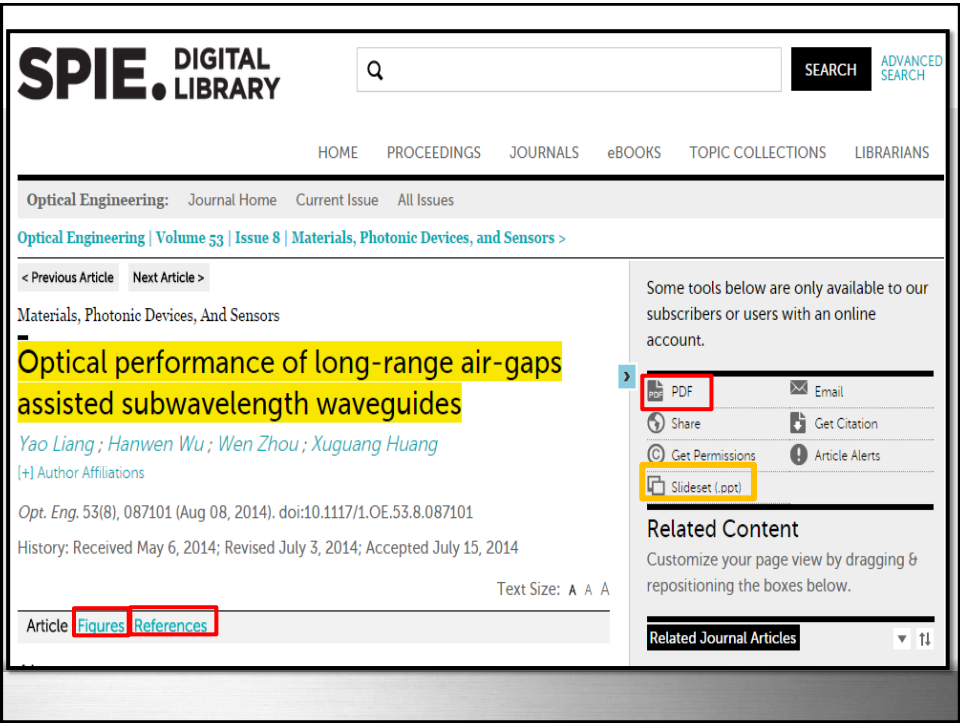 SPIE. DIGITAL LIBRARY
SEARCH
ADVANCED SEARCH
HOME PROCEEDINGS JOURNALS eBOOKS TOPIC COLLECTIONS LIBRARIANS
Optical Engineering: Journal Home Current Issue All Issues
Optical Engineering | Volume 53 | Issue 8 | Materials, Photonic Devices, and Sensors >
< Previous Article Next Article >
Materials, Photonic Devices, And Sensors
Optical performance of long-range air-gaps
assisted subwavelength waveguides
Yao Liang ; Hanwen Wu ; Wen Zhou ; Xuguang Huang
[+] Author Affiliations
Opt. Eng. 53(8), 087101 (Aug 08, 2014). doi:10.1117/1.OE.53.8.087101
History: Received May 6, 2014; Revised July 3, 2014; Accepted July 15, 2014
Text Size: A A A
Article Figures References
Some tools below are only available to our
subscribers or users with an online
account.
PDF Email
Share Get Citation
Get Permissions Article Alerts
Slideset (.ppt)
Related Content
Customize your page view by dragging &
repositioning the boxes below.
Related Journal Articles